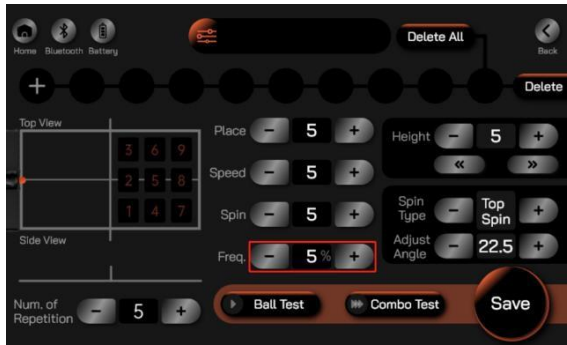 Delete All
Home Bluetooth Battery
Back
+
Delete
Top View
3 6 9
2 5 8
1 4 7
Side View
Place - 5 +
Speed - 5 +
Spin - 5 +
Freq. - 5 % +
Height - 5 +
« »
Spin Type - Top Spin +
Adjust Angle - 22.5 +
Num. of
Repetition - 5 +
Ball Test
Combo Test
Save